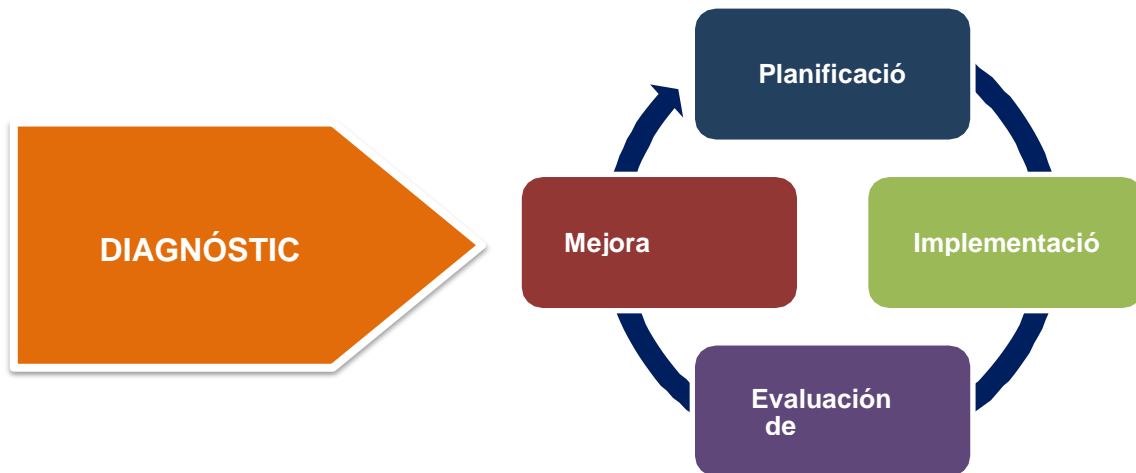 DIAGNÓSTIC
Planificació
Implementació
Evaluación
de
Mejora